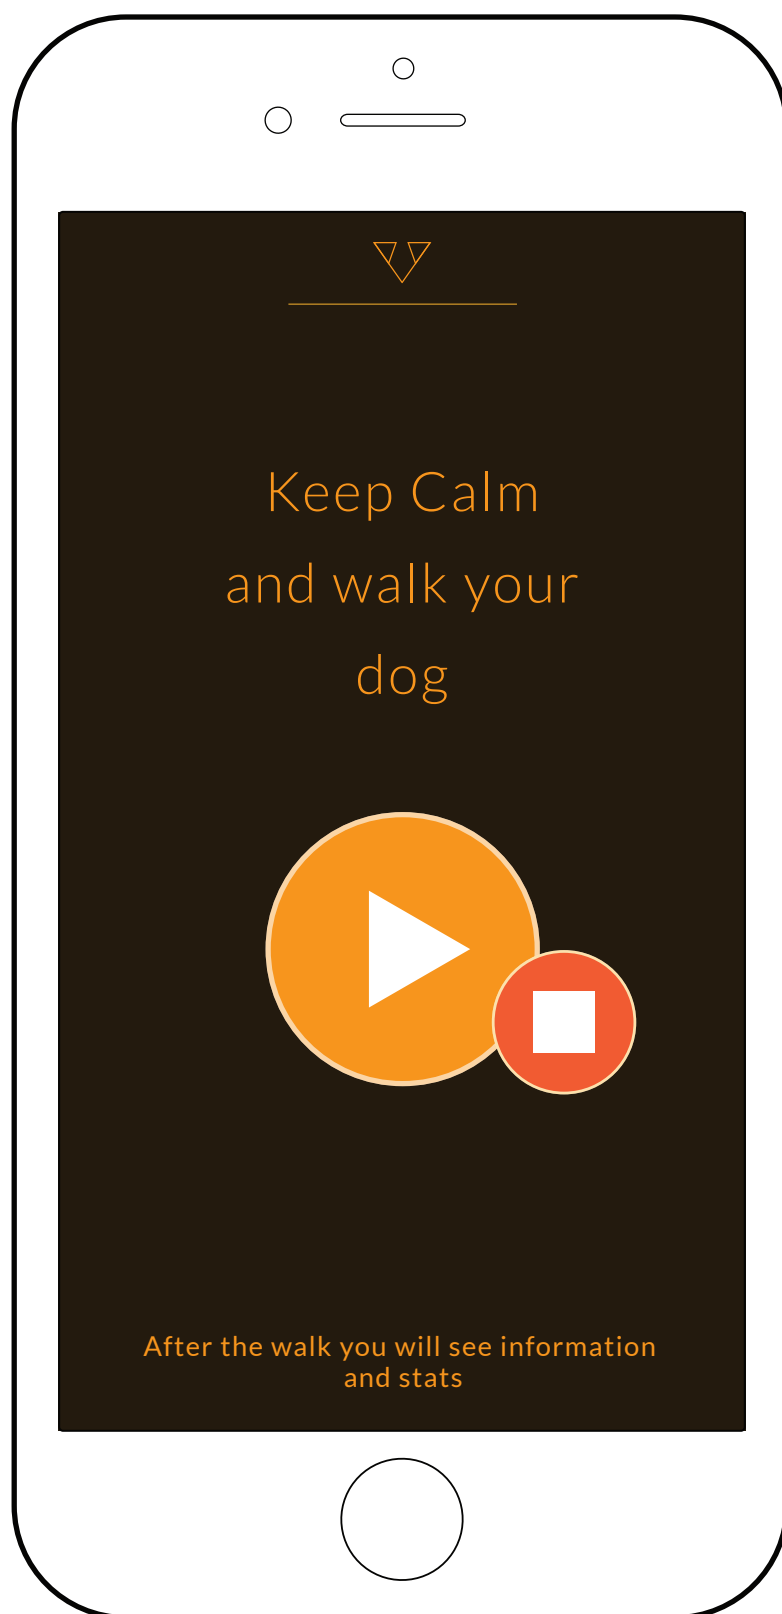 Keep Calm
and walk your
dog
After the walk you will see information
and stats